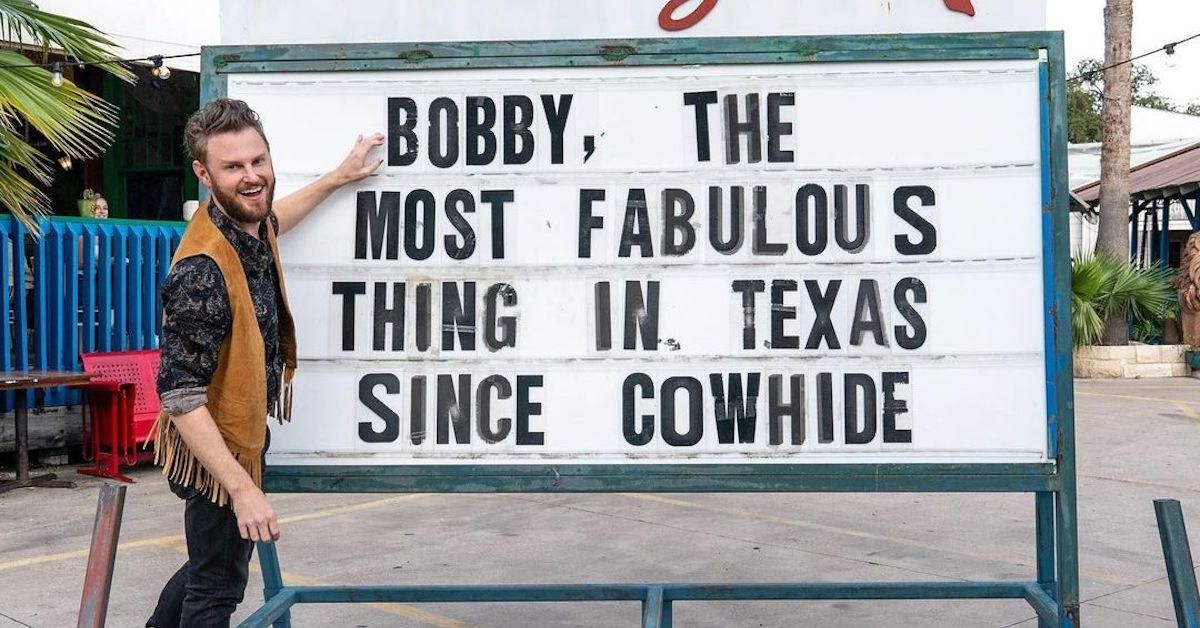 BOBBY, THE
MOST FABULOUS
THING IN TEXAS
SINCE COWHIDE